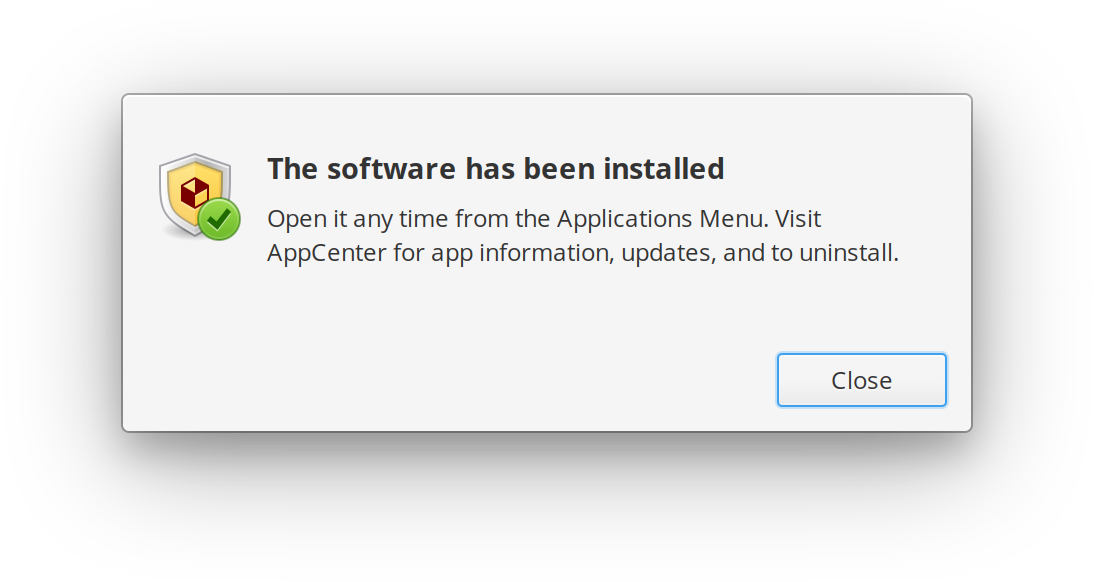 The software has been installed
Open it any time from the Applications Menu. Visit
AppCenter for app information, updates, and to uninstall.
Close